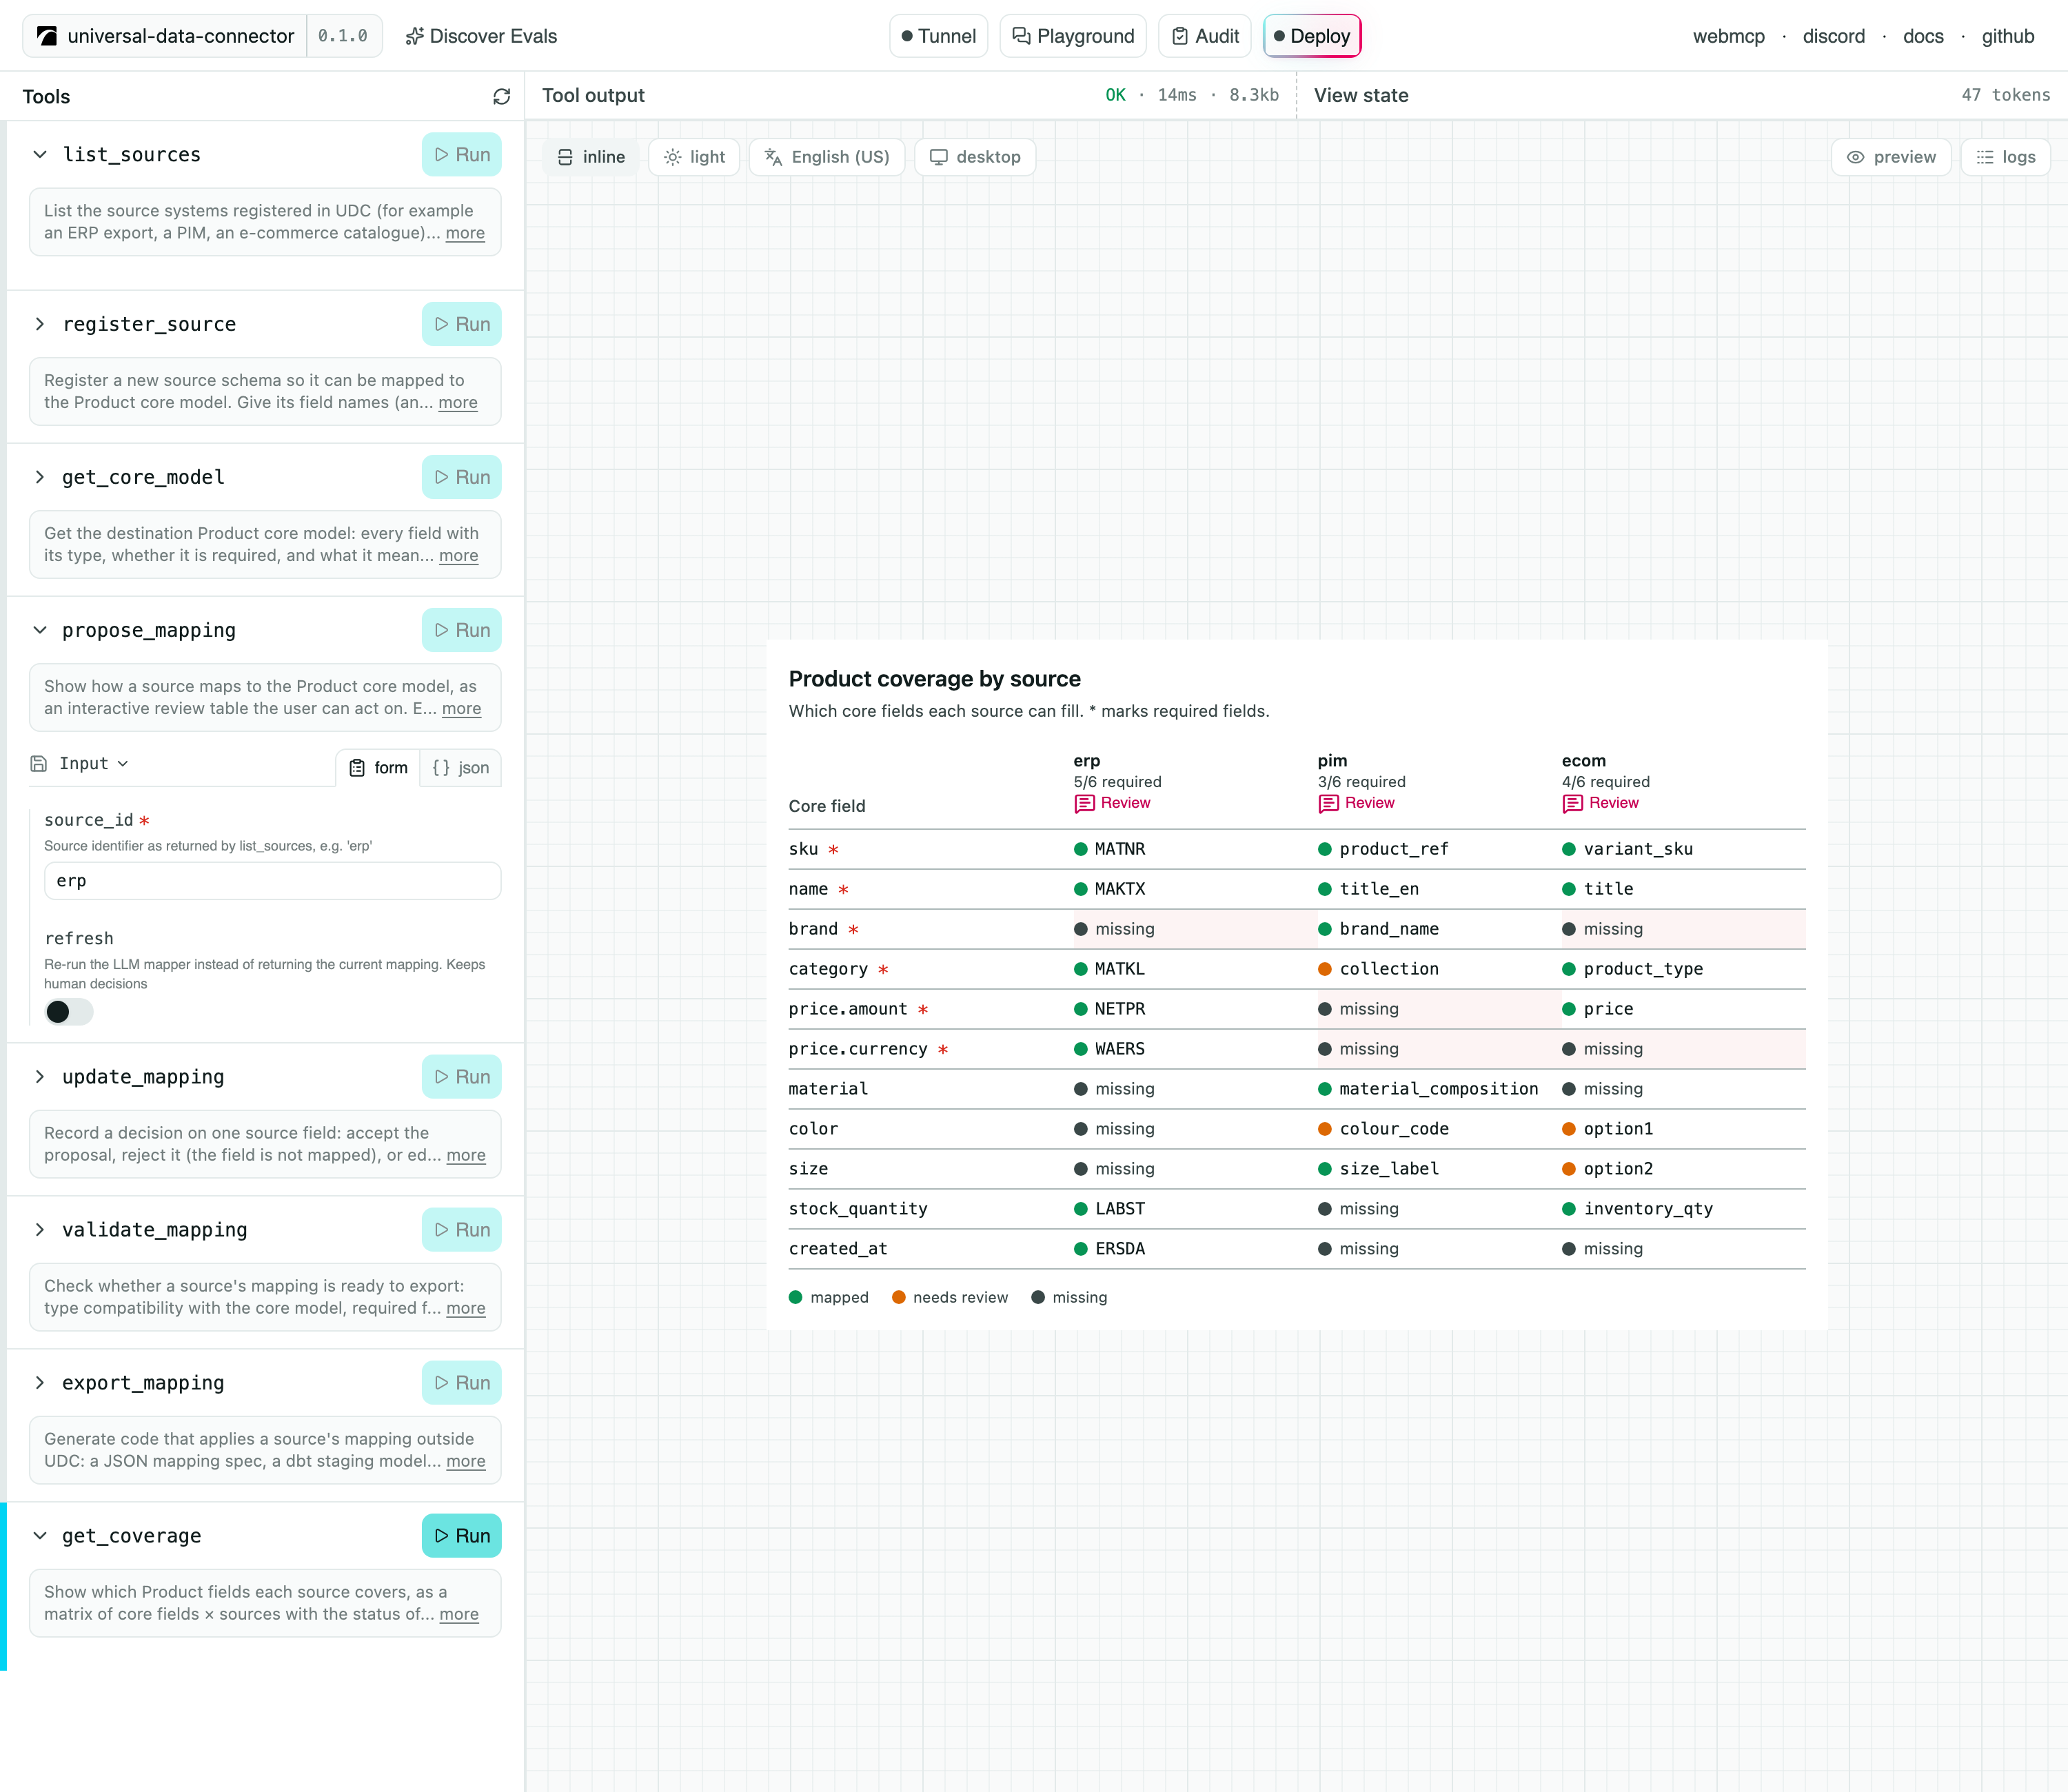 universal-data-connector 0.1.0 Discover Evals Tunnel Playground Audit Deploy webmcp · discord · docs · github
Tools
Tool output OK · 14ms · 8.3kb View state 47 tokens
inline light English (US) desktop preview logs
list_sources Run
List the source systems registered in UDC (for example
an ERP export, a PIM, an e-commerce catalogue)... more
register_source Run
Register a new source schema so it can be mapped to
the Product core model. Give its field names (an... more
get_core_model Run
Get the destination Product core model: every field with
its type, whether it is required, and what it mean... more
propose_mapping Run
Show how a source maps to the Product core model, as
an interactive review table the user can act on. E... more
Input form {} json
source_id *
Source identifier as returned by list_sources, e.g. 'erp'
erp
refresh
Re-run the LLM mapper instead of returning the current mapping. Keeps
human decisions
update_mapping Run
Record a decision on one source field: accept the
proposal, reject it (the field is not mapped), or ed... more
validate_mapping Run
Check whether a source's mapping is ready to export:
type compatibility with the core model, required f... more
export_mapping Run
Generate code that applies a source's mapping outside
UDC: a JSON mapping spec, a dbt staging model... more
get_coverage Run
Show which Product fields each source covers, as a
matrix of core fields × sources with the status of... more
Product coverage by source
Which core fields each source can fill. * marks required fields.
erp pim ecom
5/6 required 3/6 required 4/6 required
Core field Review Review Review
sku * MATNR product_ref variant_sku
name * MAKTX title_en title
brand * missing brand_name missing
category * MATKL collection product_type
price.amount * NETPR missing price
price.currency * WAERS missing missing
material missing material_composition missing
color missing colour_code option1
size missing size_label option2
stock_quantity LABST missing inventory_qty
created_at ERSDA missing missing
mapped needs review missing